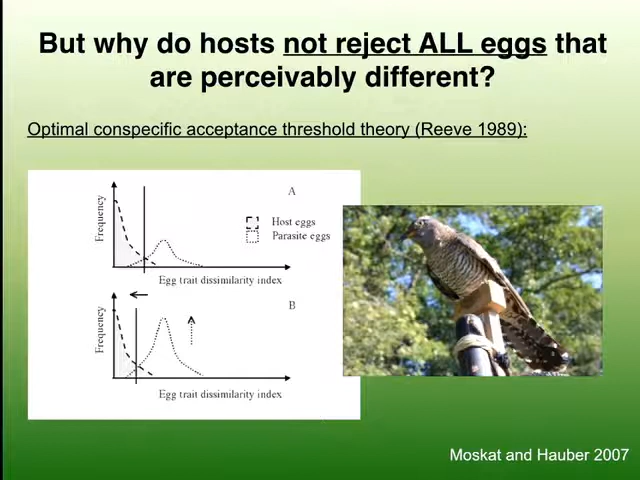 But why do hosts not reject ALL eggs that
are perceivably different?
Optimal conspecific acceptance threshold theory (Reeve 1989):
A
Frequency
Host eggs
Parasite eggs
Egg trait dissimilarity index
B
Frequency
Egg trait dissimilarity index
Moskat and Hauber 2007